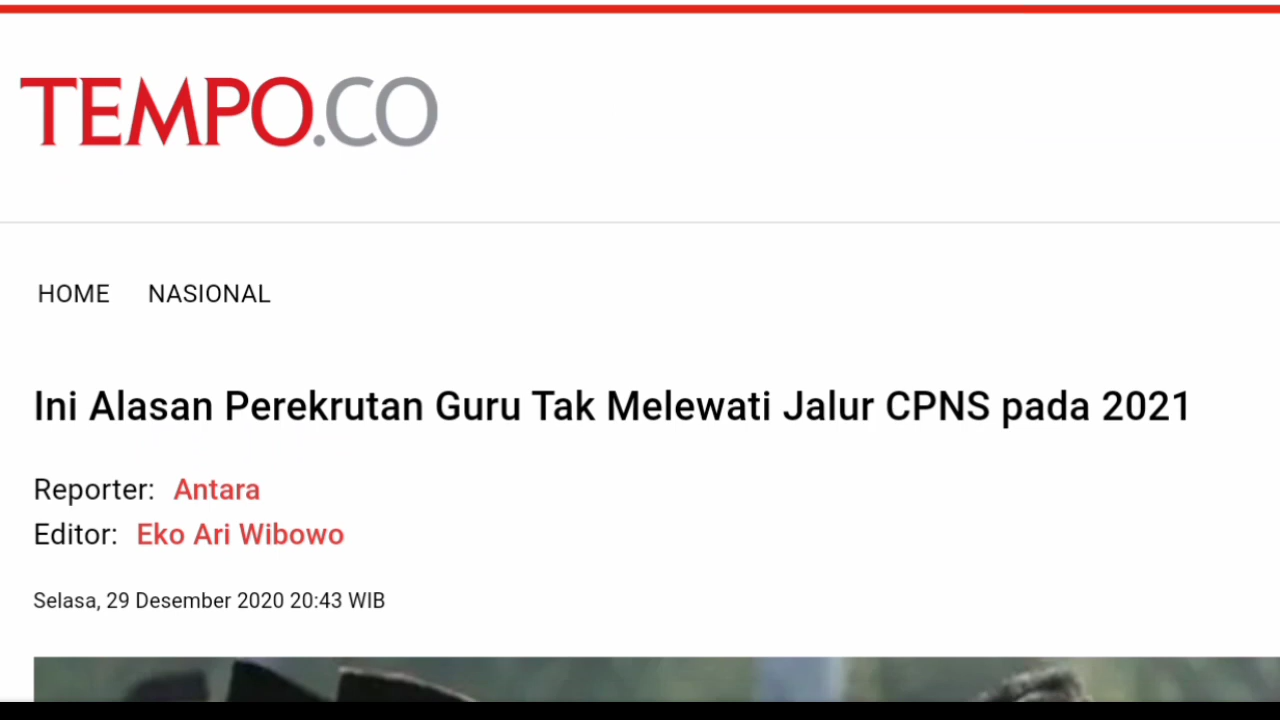 TEMPO.CO
HOME NASIONAL
Ini Alasan Perekrutan Guru Tak Melewati Jalur CPNS pada 2021
Reporter: Antara
Editor: Eko Ari Wibowo
Selasa, 29 Desember 2020 20:43 WIB